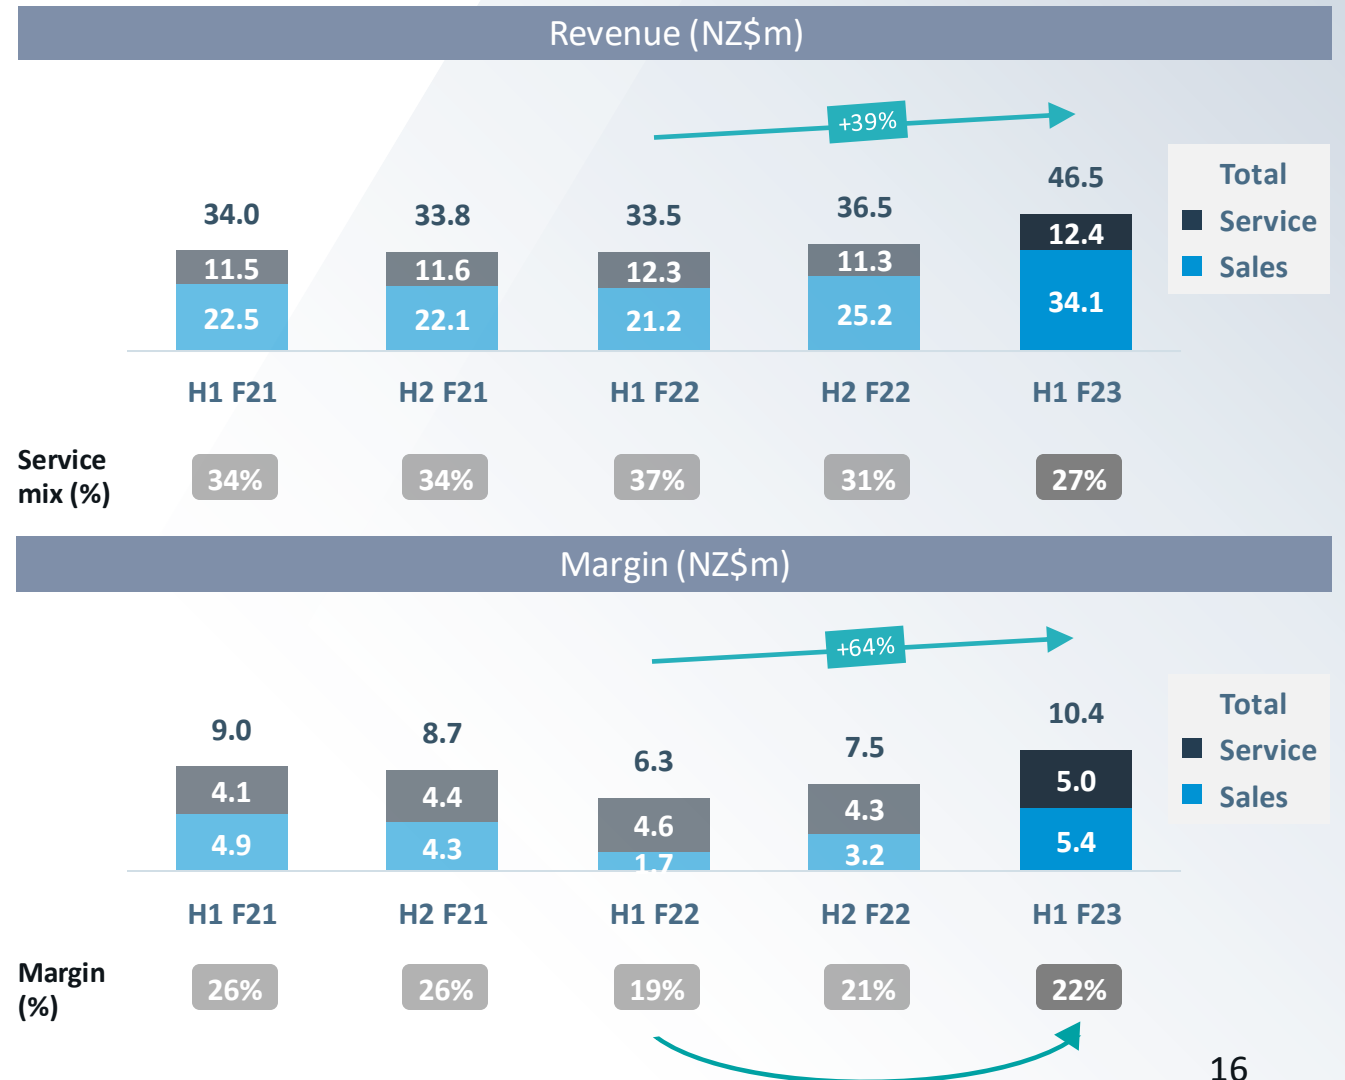 Revenue (NZ$m)
+39%
34.0
33.8
33.5
36.5
46.5
Total
Service
Sales
11.5
11.6
12.3
11.3
12.4
22.5
22.1
21.2
25.2
34.1
H1 F21
H2 F21
H1 F22
H2 F22
H1 F23
Service
mix (%)
34%
34%
37%
31%
27%
Margin (NZ$m)
+64%
9.0
8.7
6.3
7.5
10.4
Total
Service
Sales
4.1
4.4
4.6
4.3
5.0
4.9
4.3
1.7
3.2
5.4
H1 F21
H2 F21
H1 F22
H2 F22
H1 F23
Margin
(%)
26%
26%
19%
21%
22%
16